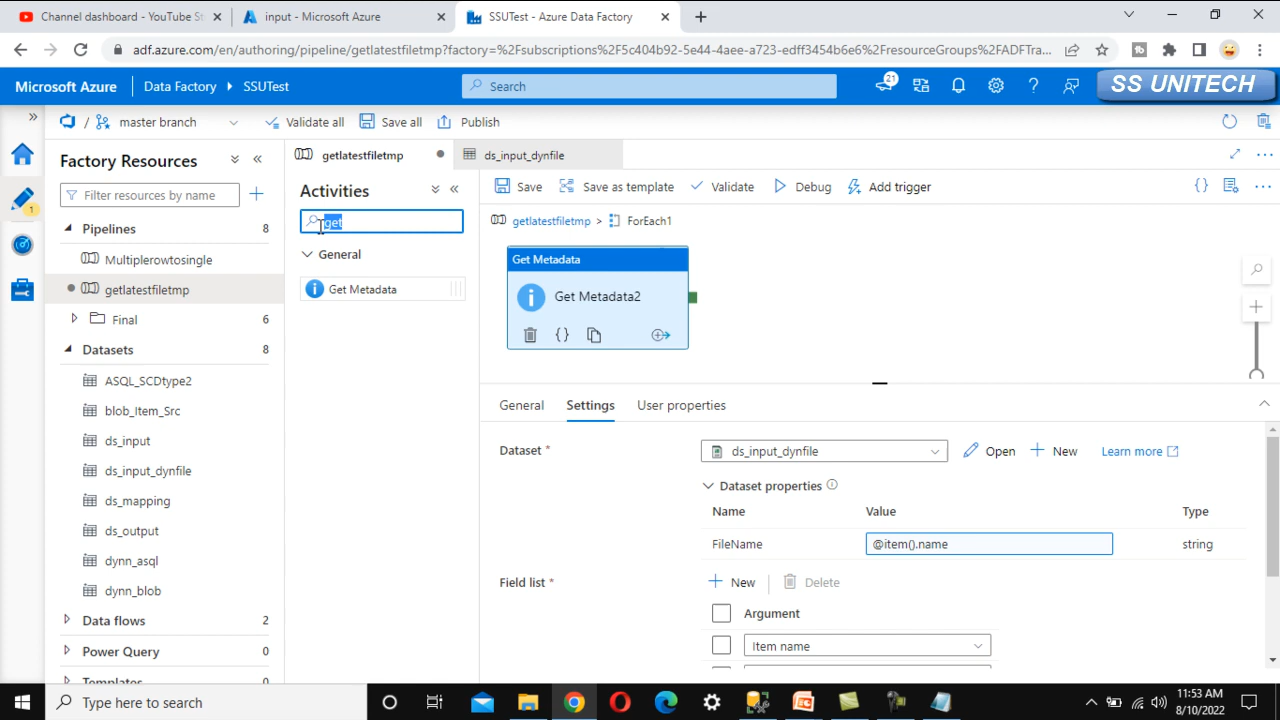 Channel dashboard - YouTube St
input - Microsoft Azure
SSUTest - Azure Data Factory
adf.azure.com/en/authoring/pipeline/getlatestfiletmp?factory=%2Fsubscriptions%2F5c404b92-5e44-4aee-a723-edff3454b6e6%2FresourceGroups%2FADFTra...
Microsoft Azure
Data Factory
SSUTest
Search
21
SS UNITECH
master branch
Validate all
Save all
Publish
Factory Resources
Filter resources by name
Pipelines 8
Multiplerowtosingle
getlatestfiletmp
Final 6
Datasets 8
ASQL_SCDtype2
blob_Item_Src
ds_input
ds_input_dynfile
ds_mapping
ds_output
dynn_asql
dynn_blob
Data flows 2
Power Query 0
Templates
1
getlatestfiletmp
ds_input_dynfile
Activities
get
General
Get Metadata
Save
Save as template
Validate
Debug
Add trigger
getlatestfiletmp > ForEach1
Get Metadata
Get Metadata2
General
Settings
User properties
Dataset *
ds_input_dynfile
Open
New
Learn more
Dataset properties
Name Value Type
FileName @item().name string
Field list *
New
Delete
Argument
Item name
Type here to search
11:53 AM
8/10/2022